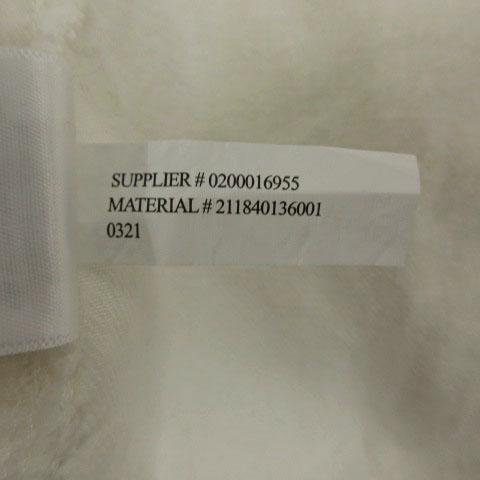 SUPPLIER # 0200016955
MATERIAL # 211840136001
0321